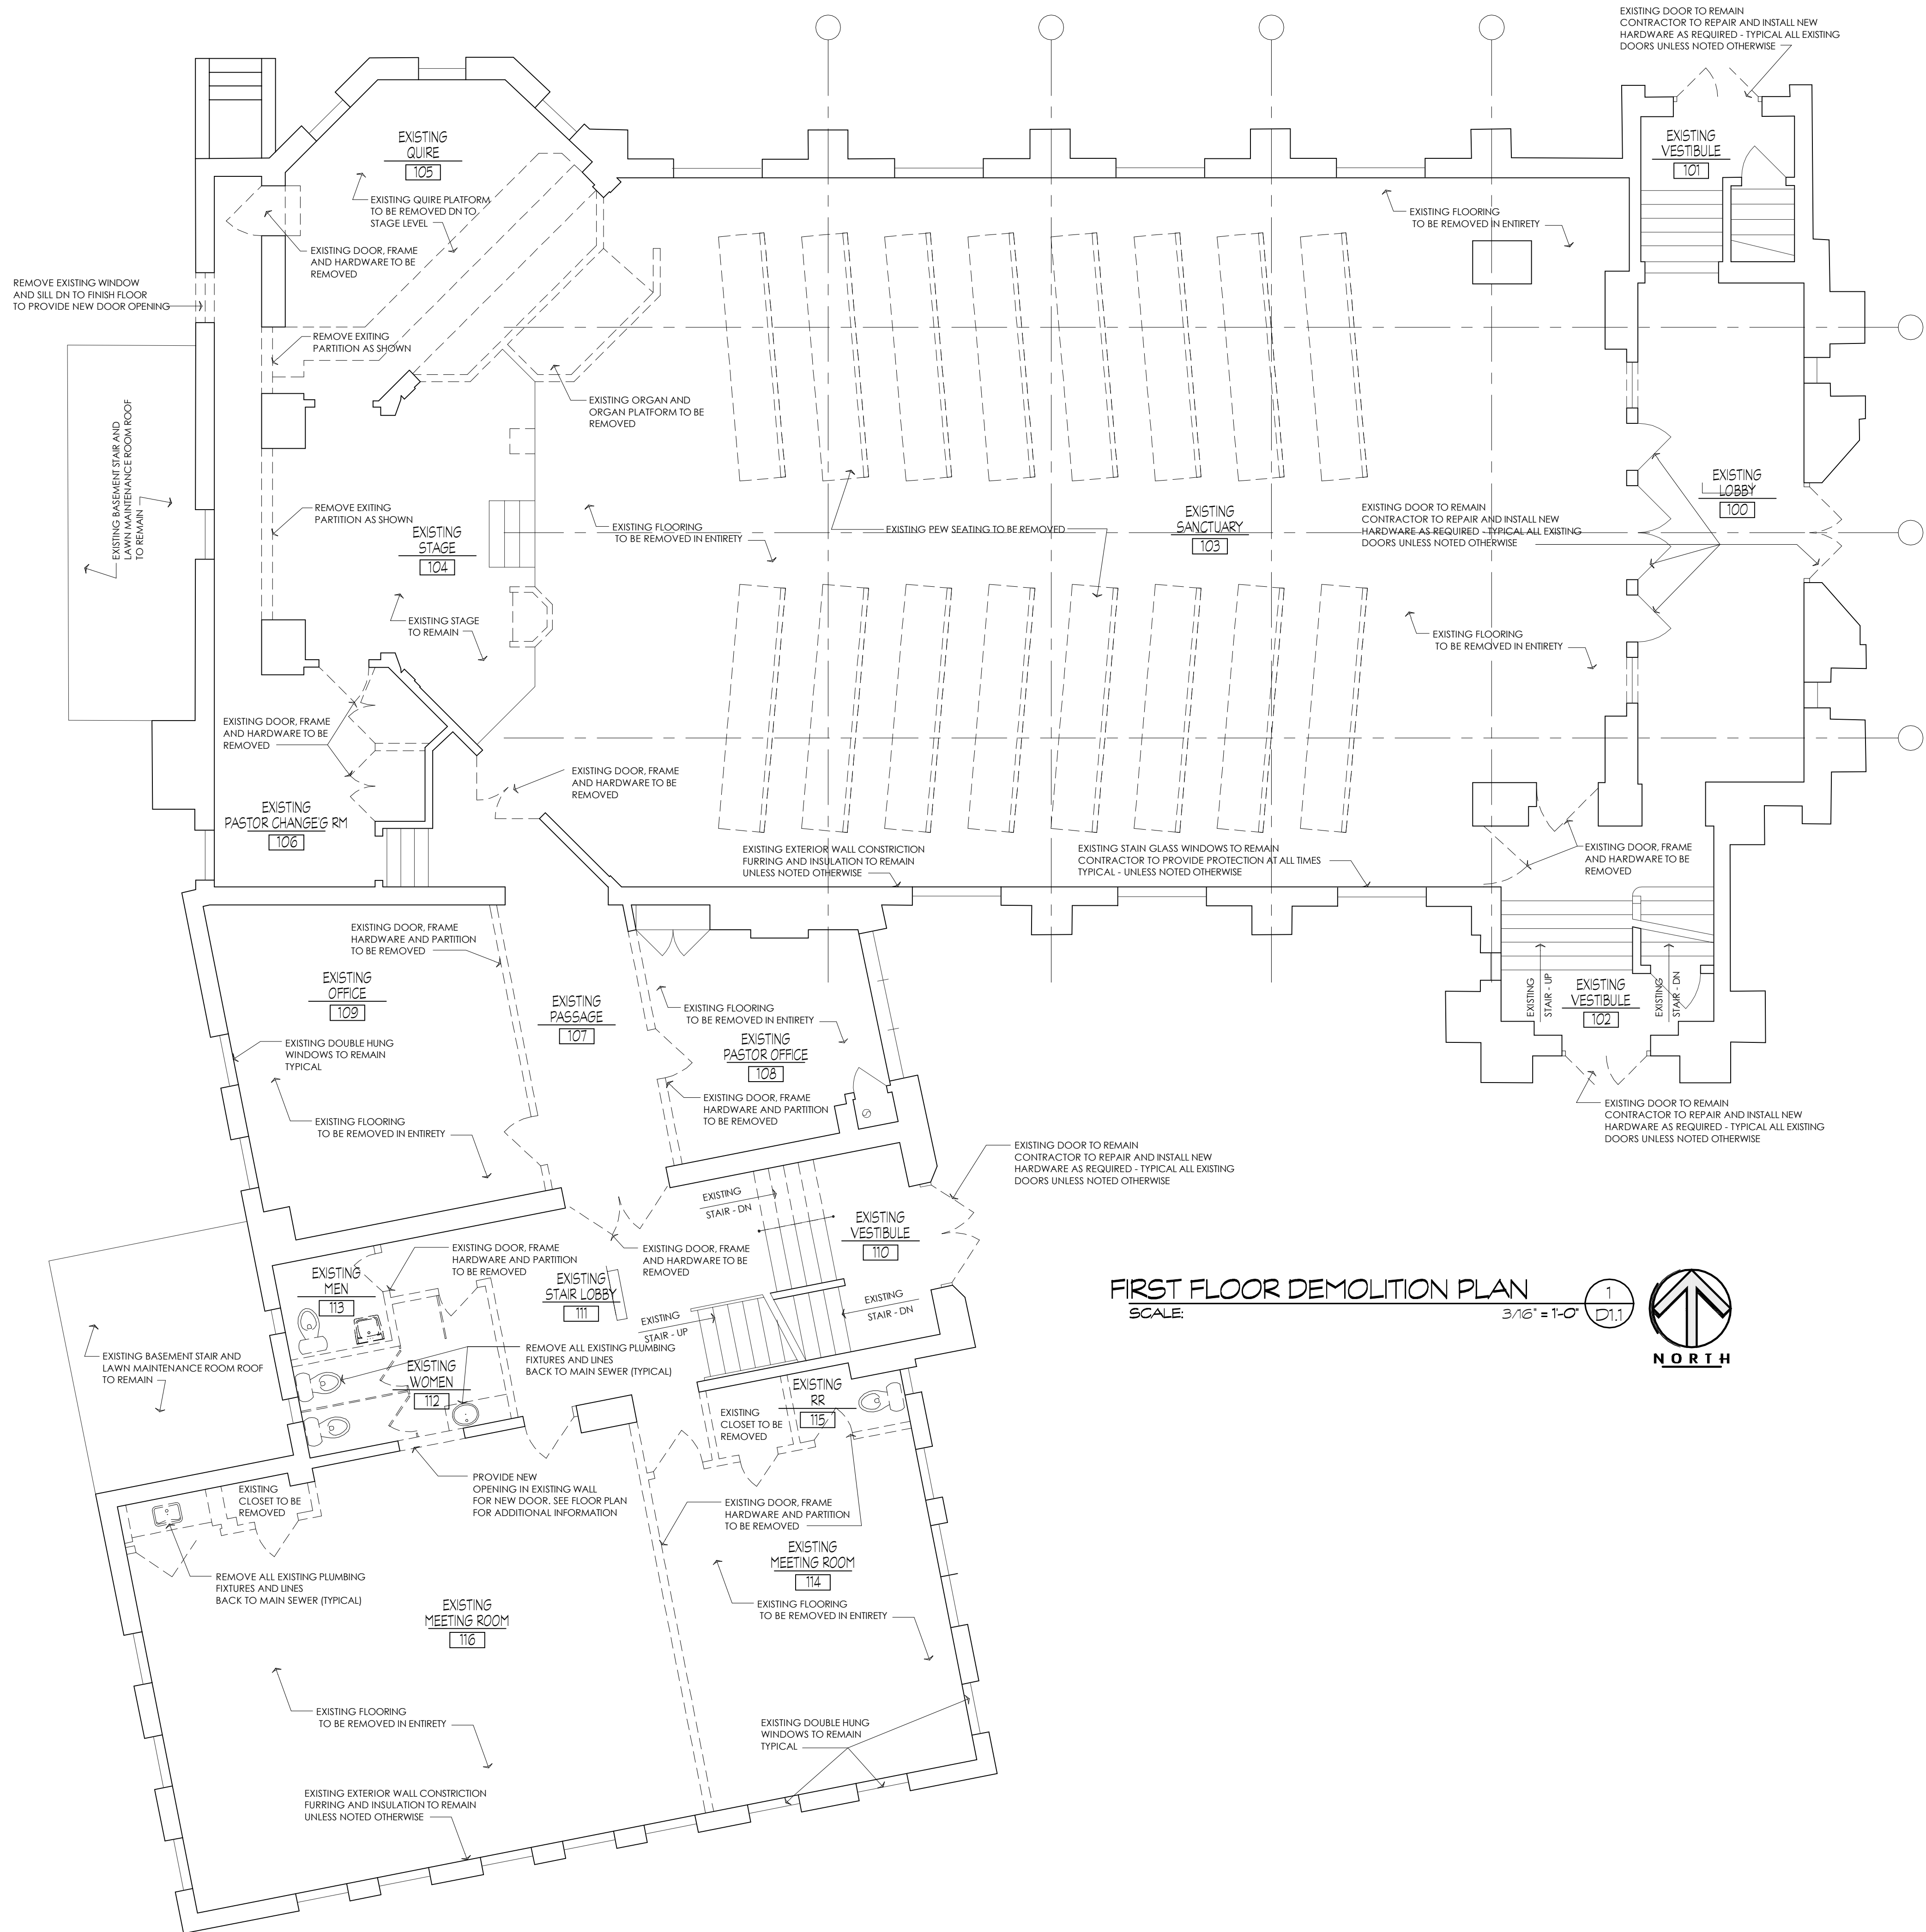 EXISTING DOOR TO REMAIN
CONTRACTOR TO REPAIR AND INSTALL NEW
HARDWARE AS REQUIRED - TYPICAL ALL EXISTING
DOORS UNLESS NOTED OTHERWISE
EXISTING
QUIRE
105
EXISTING
VESTIBULE
101
EXISTING QUIRE PLATFORM
TO BE REMOVED DN TO
STAGE LEVEL
EXISTING FLOORING
TO BE REMOVED IN ENTIRETY
EXISTING DOOR, FRAME
AND HARDWARE TO BE
REMOVED
REMOVE EXISTING WINDOW
AND SILL DN TO FINISH FLOOR
TO PROVIDE NEW DOOR OPENING
REMOVE EXITING
PARTITION AS SHOWN
EXISTING ORGAN AND
ORGAN PLATFORM TO BE
REMOVED
EXISTING BASEMENT STAIR AND
LAWN MAINTENANCE ROOM ROOF
TO REMAIN
REMOVE EXITING
PARTITION AS SHOWN
EXISTING
STAGE
104
EXISTING FLOORING
TO BE REMOVED IN ENTIRETY
EXISTING PEW SEATING TO BE REMOVED
EXISTING
SANCTUARY
103
EXISTING DOOR TO REMAIN
CONTRACTOR TO REPAIR AND INSTALL NEW
HARDWARE AS REQUIRED - TYPICAL ALL EXISTING
DOORS UNLESS NOTED OTHERWISE
EXISTING
LOBBY
100
EXISTING STAGE
TO REMAIN
EXISTING FLOORING
TO BE REMOVED IN ENTIRETY
EXISTING DOOR, FRAME
AND HARDWARE TO BE
REMOVED
EXISTING DOOR, FRAME
AND HARDWARE TO BE
REMOVED
EXISTING
PASTOR CHANGE'G RM
106
EXISTING EXTERIOR WALL CONSTRICTION
FURRING AND INSULATION TO REMAIN
UNLESS NOTED OTHERWISE
EXISTING STAIN GLASS WINDOWS TO REMAIN
CONTRACTOR TO PROVIDE PROTECTION AT ALL TIMES
TYPICAL - UNLESS NOTED OTHERWISE
EXISTING DOOR, FRAME
AND HARDWARE TO BE
REMOVED
EXISTING DOOR, FRAME
HARDWARE AND PARTITION
TO BE REMOVED
EXISTING
OFFICE
109
EXISTING
PASSAGE
107
EXISTING FLOORING
TO BE REMOVED IN ENTIRETY
EXISTING
PASTOR OFFICE
108
EXISTING
STAIR - UP
EXISTING
VESTIBULE
102
EXISTING
STAIR - DN
EXISTING DOUBLE HUNG
WINDOWS TO REMAIN
TYPICAL
EXISTING FLOORING
TO BE REMOVED IN ENTIRETY
EXISTING DOOR, FRAME
HARDWARE AND PARTITION
TO BE REMOVED
EXISTING DOOR TO REMAIN
CONTRACTOR TO REPAIR AND INSTALL NEW
HARDWARE AS REQUIRED - TYPICAL ALL EXISTING
DOORS UNLESS NOTED OTHERWISE
EXISTING DOOR TO REMAIN
CONTRACTOR TO REPAIR AND INSTALL NEW
HARDWARE AS REQUIRED - TYPICAL ALL EXISTING
DOORS UNLESS NOTED OTHERWISE
EXISTING
STAIR - DN
EXISTING
VESTIBULE
110
EXISTING DOOR, FRAME
HARDWARE AND PARTITION
TO BE REMOVED
EXISTING DOOR, FRAME
AND HARDWARE TO BE
REMOVED
EXISTING
MEN
113
EXISTING
STAIR LOBBY
111
EXISTING
STAIR - UP
EXISTING
STAIR - DN
FIRST FLOOR DEMOLITION PLAN
SCALE: 3/16" = 1'-0"
1
D1.1
NORTH
EXISTING BASEMENT STAIR AND
LAWN MAINTENANCE ROOM ROOF
TO REMAIN
REMOVE ALL EXISTING PLUMBING
FIXTURES AND LINES
BACK TO MAIN SEWER (TYPICAL)
EXISTING
WOMEN
112
EXISTING
RR
115
EXISTING
CLOSET TO BE
REMOVED
PROVIDE NEW
OPENING IN EXISTING WALL
FOR NEW DOOR. SEE FLOOR PLAN
FOR ADDITIONAL INFORMATION
EXISTING
CLOSET TO BE
REMOVED
EXISTING DOOR, FRAME
HARDWARE AND PARTITION
TO BE REMOVED
EXISTING
MEETING ROOM
114
REMOVE ALL EXISTING PLUMBING
FIXTURES AND LINES
BACK TO MAIN SEWER (TYPICAL)
EXISTING
MEETING ROOM
116
EXISTING FLOORING
TO BE REMOVED IN ENTIRETY
EXISTING FLOORING
TO BE REMOVED IN ENTIRETY
EXISTING DOUBLE HUNG
WINDOWS TO REMAIN
TYPICAL
EXISTING EXTERIOR WALL CONSTRICTION
FURRING AND INSULATION TO REMAIN
UNLESS NOTED OTHERWISE